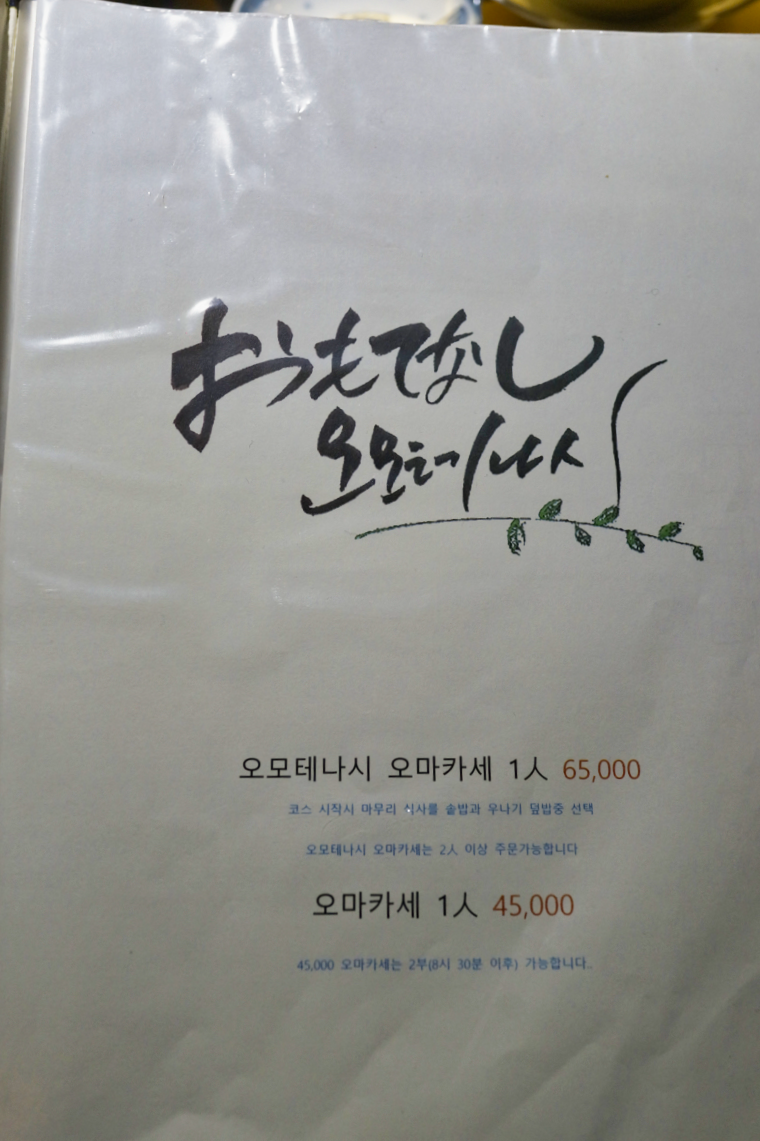 おうもてなし
오모테나시
오모테나시 오마카세 1人 65,000
코스 시작시 마무리 식사를 솥밥과 우나기 덮밥중 선택
오모테나시 오마카세는 2人 이상 주문가능합니다
오마카세 1人 45,000
45,000 오마카세는 2부(8시 30분 이후) 가능합니다..